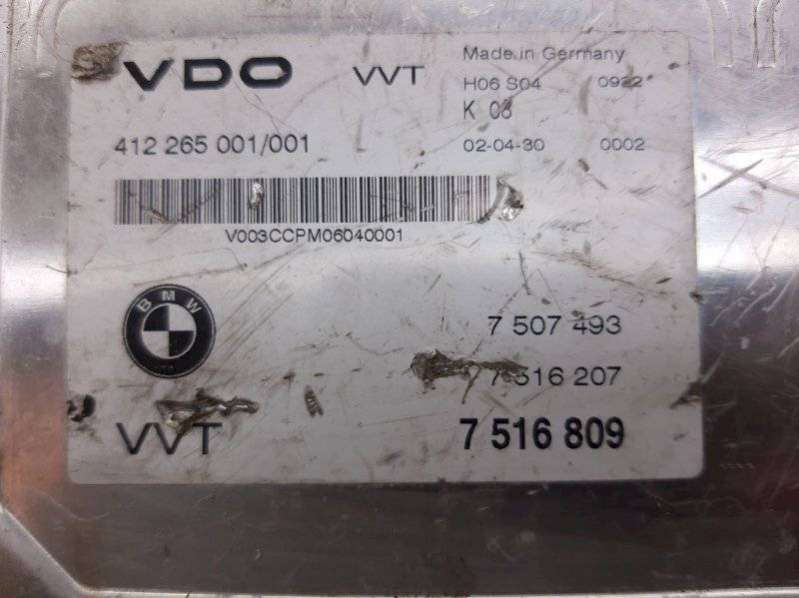 VDO VVT
Made in Germany
H06 S04 0922
K 03
412 265 001/001
02-04-30 0002
V003CCPM06040001
BMW
7 507 493
7 516 207
VVT 7 516 809